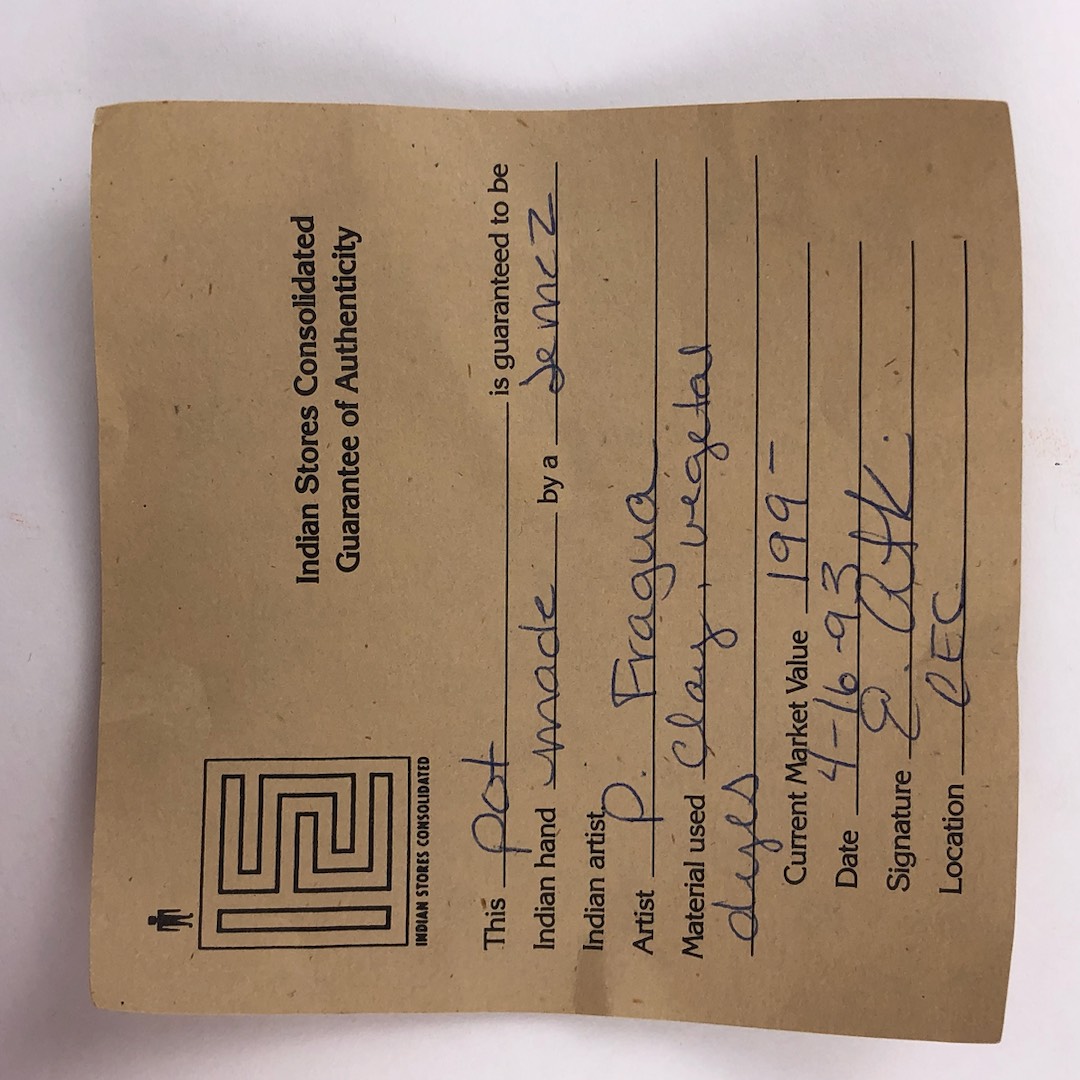 INDIAN STORES CONSOLIDATED
Indian Stores Consolidated
Guarantee of Authenticity
This pot is guaranteed to be
Indian hand made by a Jemez
Indian artist.
Artist P. Fragua
Material used Clay, vegetal
dyes
Current Market Value 199-
Date 4-16-93
Signature E.
Location CEC